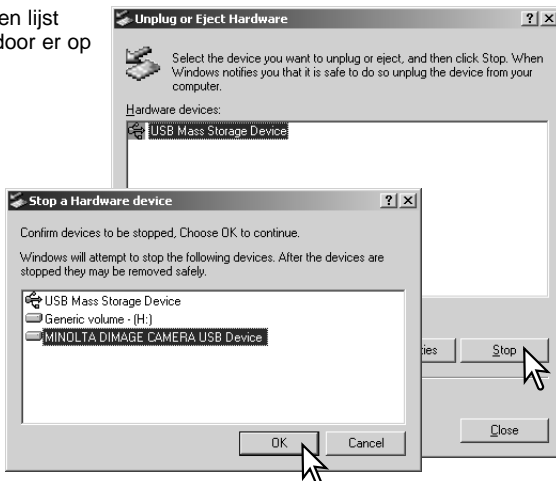 en lijst
door er op
Unplug or Eject Hardware
Select the device you want to unplug or eject, and then click Stop. When
Windows notifies you that it is safe to do so unplug the device from your
computer.
Hardware devices:
USB Mass Storage Device
Stop a Hardware device
Confirm devices to be stopped, Choose OK to continue.
Windows will attempt to stop the following devices. After the devices are
stopped they may be removed safely.
USB Mass Storage Device
Generic volume - (H:)
MINOLTA DIMAGE CAMERA USB Device
ties
Stop
OK
Cancel
Close